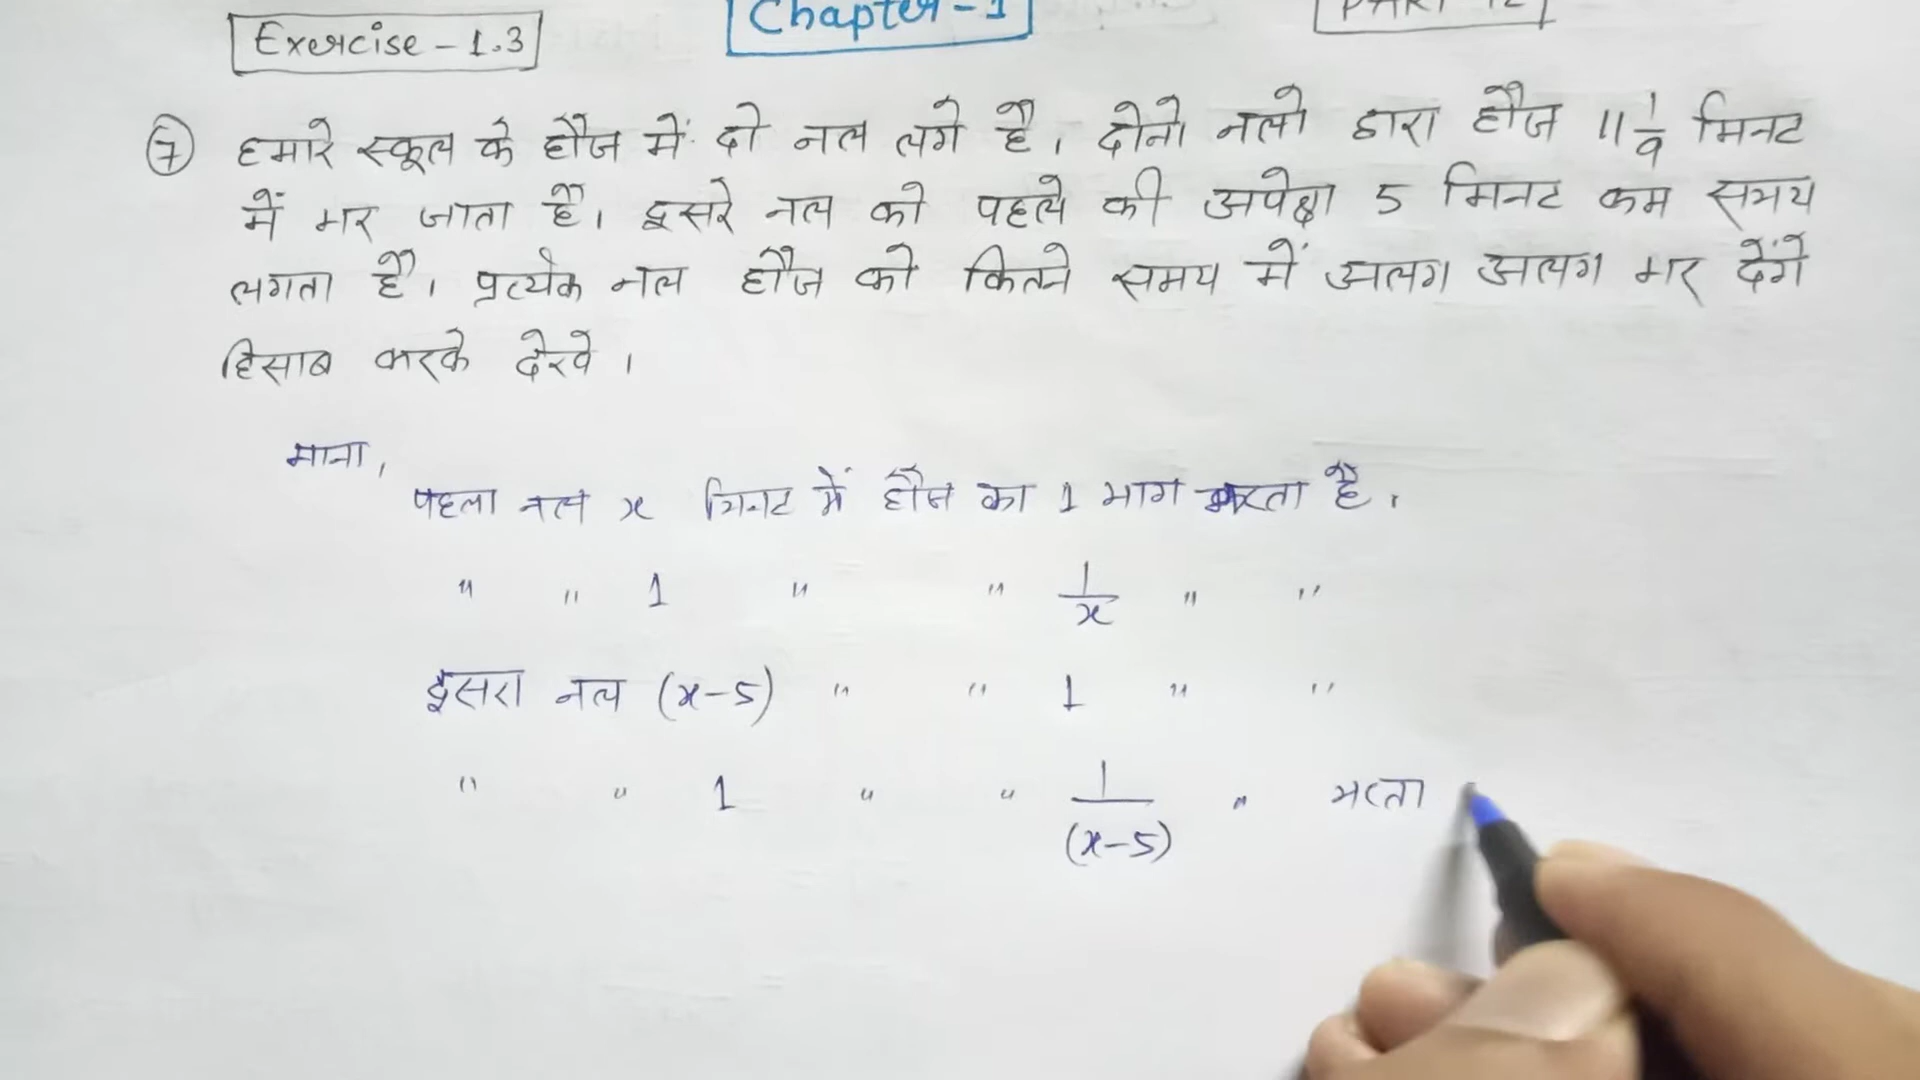 Exercise - 1.3
Chapter - 1
PART - 12
7 हमारे स्कूल के हौज में दो नल लगे है। दोनो नलो द्वारा हौज 11 1/9 मिनट
में भर जाता है। दूसरे नल को पहले की अपेक्षा 5 मिनट कम समय
लगता है। प्रत्येक नल हौज को कितने समय में अलग अलग भर देंगे
हिसाब करके देखे।
माना,
पहला नल x मिनट में हौज का 1 भाग भरता है।
" " 1 " " 1/x " "
दूसरा नल (x-5) " " 1 " "
" " 1 " " 1/(x-5) " भरता